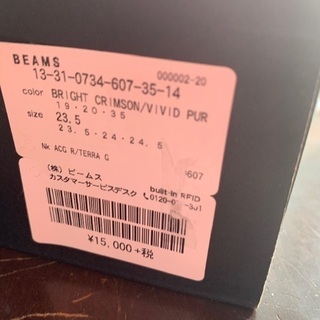 BEAMS
000002-20
13-31-0734-607-35-14
color BRIGHT CRIMSON/VIVID PUR
19・20・35
size 23.5
23.5・24・24.5
Nk ACG R/TERRA G
(株) ビームス
カスタマーサービスデスク
built-in RFID
¥15,000+税